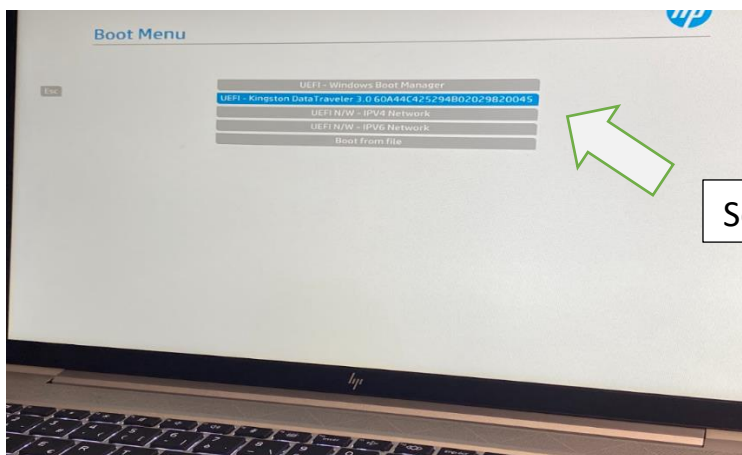 hp
Boot Menu
Esc
UEFI - Windows Boot Manager
UEFI - Kingston DataTraveler 3.0 60A44C425294B02029820045
UEFI N/W - IPV4 Network
UEFI N/W - IPV6 Network
Boot from file
S
hp